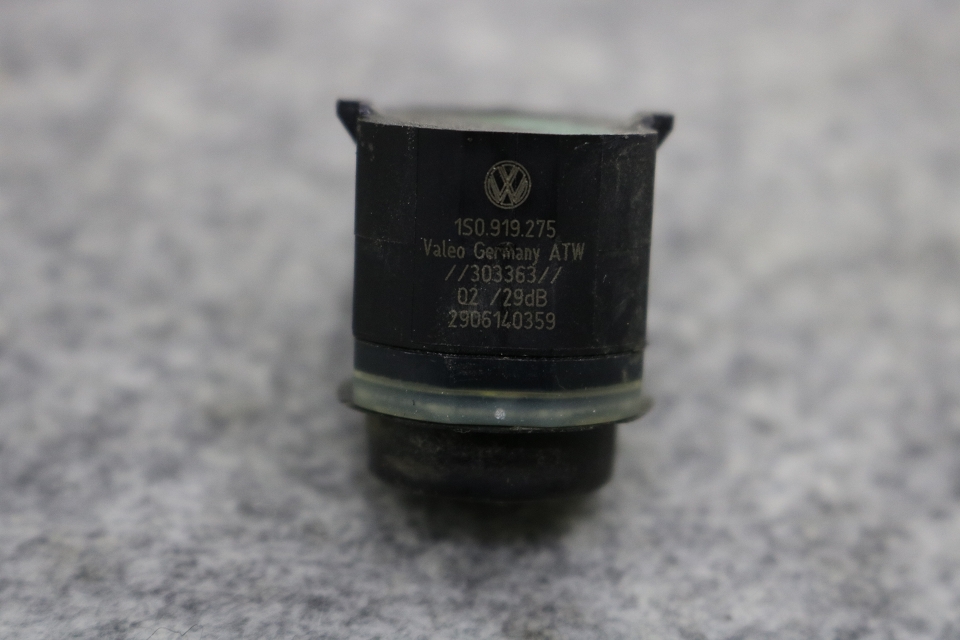 1S0.919.275
Valeo Germany ATW
//303363//
02 /29dB
2906140359